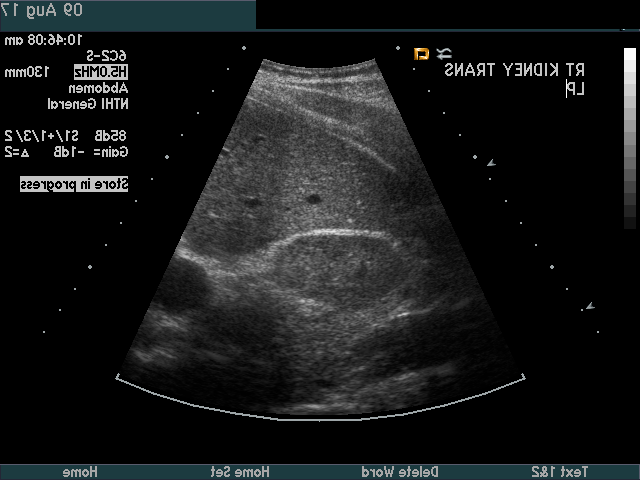 09 Aug 17
10:46:08 am
6C2-S
H5.0MHz 130mm
Abdomen
NTHI General
85dB S1/+1/3/2
Gain= -1dB Δ=2
Store in progress
RT KIDNEY TRANS
LP
Home
Home Set
Delete Word
Text 1&2